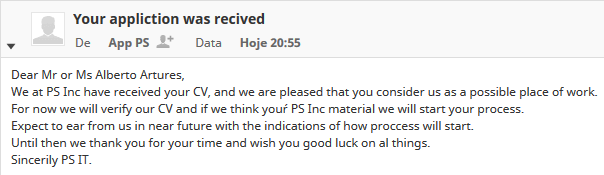 Your appliction was recived
De App PS Data Hoje 20:55
Dear Mr or Ms Alberto Artures,
We at PS Inc have received your CV, and we are pleased that you consider us as a possible place of work.
For now we will verify our CV and if we think youŕ PS Inc material we will start your process.
Expect to ear from us in near future with the indications of how proccess will start.
Until then we thank you for your time and wish you good luck on al things.
Sincerily PS IT.